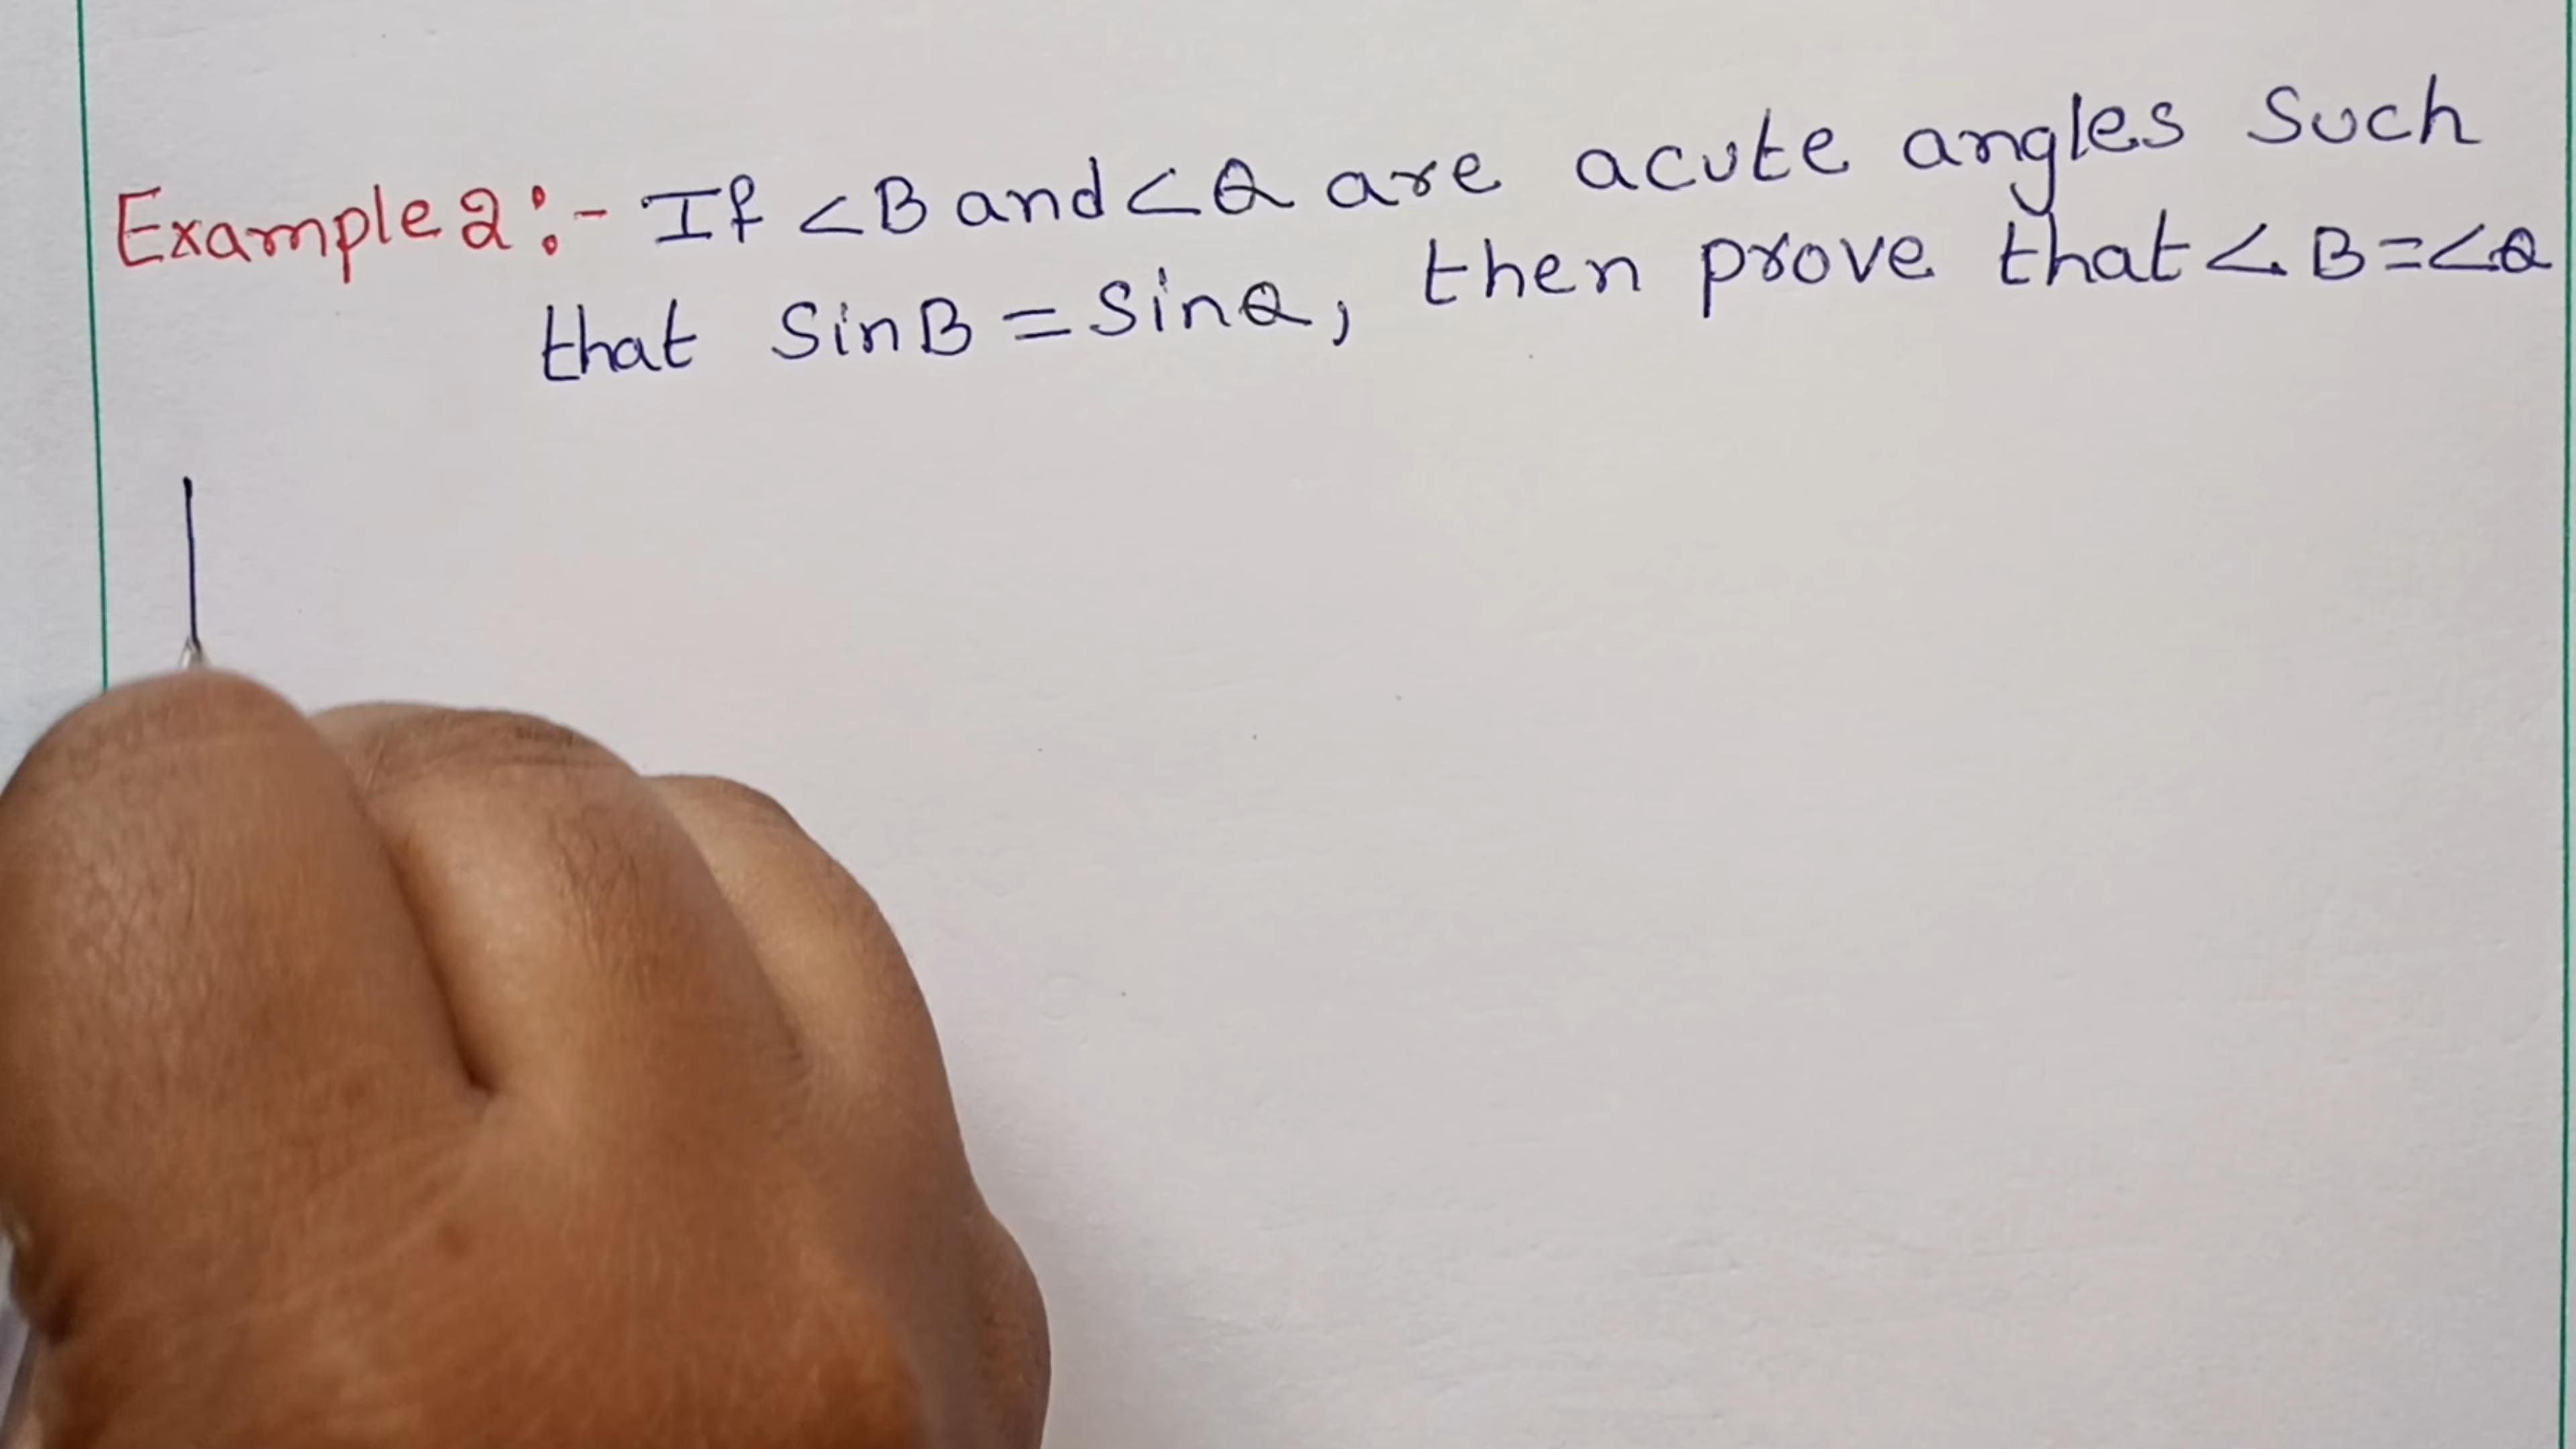 Example 2:- If <B and <Q are acute angles such
that SinB = SinQ, then prove that < B = <Q